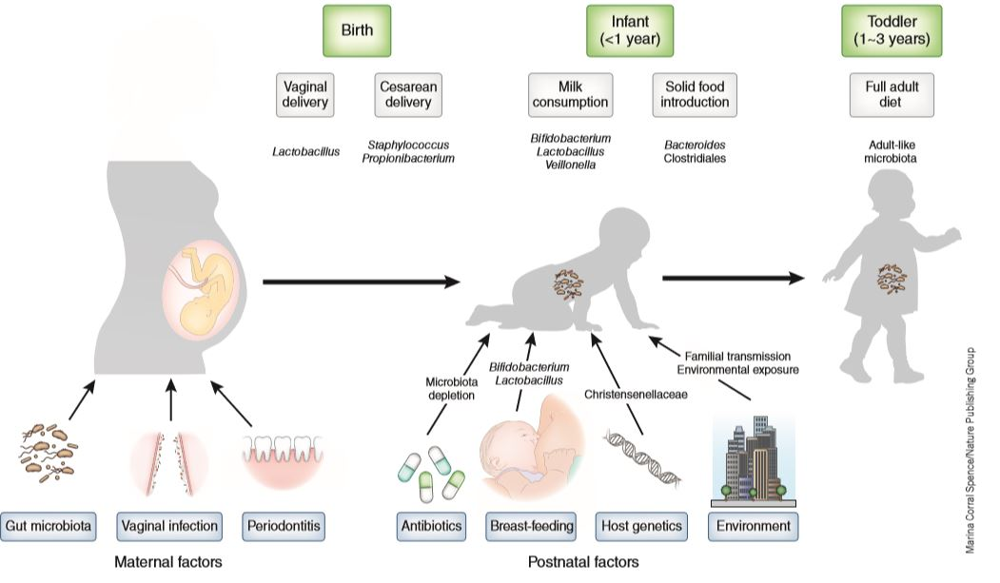 Birth
Infant
(<1 year)
Toddler
(1~3 years)
Vaginal
delivery
Cesarean
delivery
Milk
consumption
Solid food
introduction
Full adult
diet
Lactobacillus
Staphylococcus
Propionibacterium
Bifidobacterium
Lactobacillus
Veillonella
Bacteroides
Clostridiales
Adult-like
microbiota
Microbiota
depletion
Bifidobacterium
Lactobacillus
Christensenellaceae
Familial transmission
Environmental exposure
Gut microbiota
Vaginal infection
Periodontitis
Antibiotics
Breast-feeding
Host genetics
Environment
Maternal factors
Postnatal factors
Marina Corral Spence/Nature Publishing Group